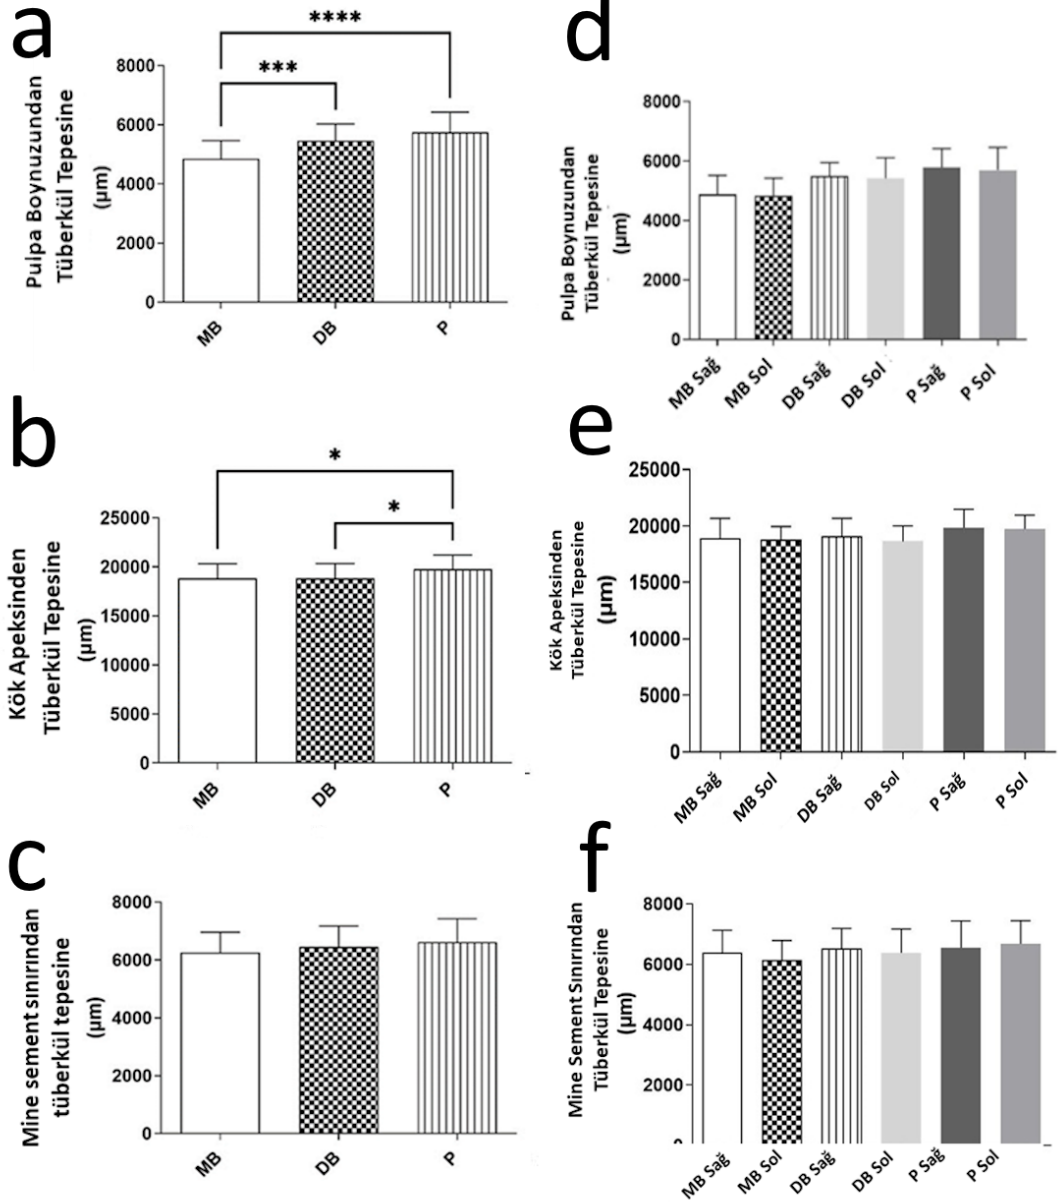 a
****
***
8000
6000
4000
2000
0
Pulpa Boynuzundan
Tüberkül Tepesine
(µm)
MB
DB
P
d
8000
6000
4000
2000
0
Pulpa Boynuzundan
Tüberkül Tepesine
(µm)
MB Sağ
MB Sol
DB Sağ
DB Sol
P Sağ
P Sol
b
*
*
25000
20000
15000
10000
5000
0
Kök Apeksinden
Tüberkül Tepesine
(µm)
MB
DB
P
e
25000
20000
15000
10000
5000
0
Kök Apeksinden
Tüberkül Tepesine
(µm)
MB Sağ
MB Sol
DB Sağ
DB Sol
P Sağ
P Sol
c
8000
6000
4000
2000
0
Mine sement sınırından
tüberkül tepesine
(µm)
MB
DB
P
f
8000
6000
4000
2000
Mine Sement Sınırından
Tüberkül Tepesine
(µm)
MB Sağ
MB Sol
DB Sağ
DB Sol
P Sağ
P Sol